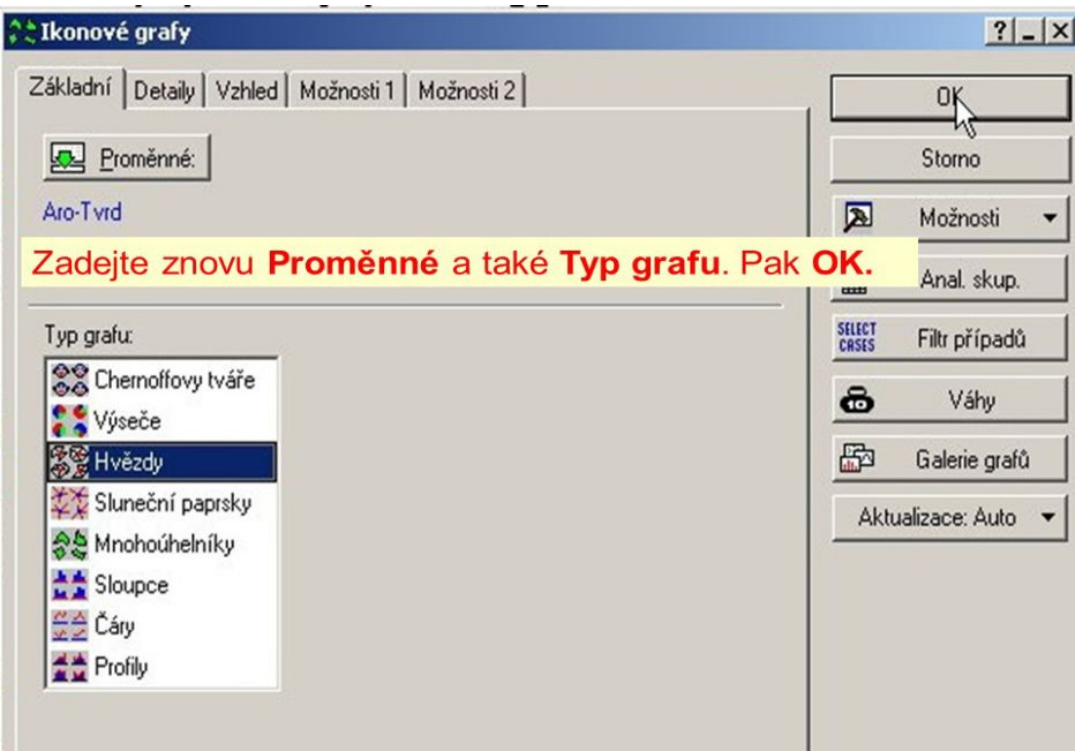 Ikonové grafy
Základní Detaily Vzhled Možnosti 1 Možnosti 2
Proměnné:
Aro-Tvrd
Zadejte znovu Proměnné a také Typ grafu. Pak OK.
Typ grafu:
Chernoffovy tváře
Výseče
Hvězdy
Sluneční paprsky
Mnohoúhelníky
Sloupce
Čáry
Profily
OK
Storno
Možnosti
Anal. skup.
SELECT
CASES
Filtr případů
10
Váhy
Galerie grafů
Aktualizace: Auto